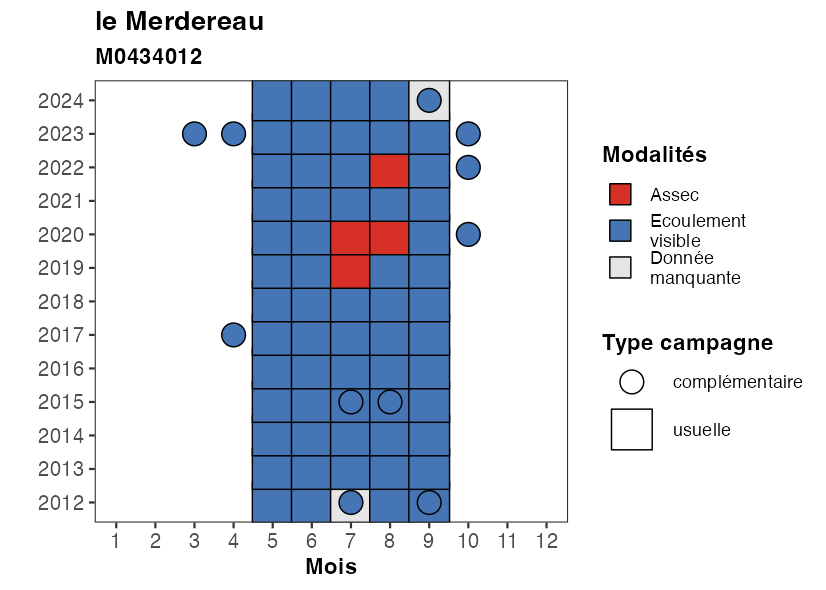 le Merdereau
M0434012
2024
2023
2022
2021
2020
2019
2018
2017
2016
2015
2014
2013
2012
1 2 3 4 5 6 7 8 9 10 11 12
Mois
Modalités
Assec
Ecoulement
visible
Donnée
manquante
Type campagne
complémentaire
usuelle